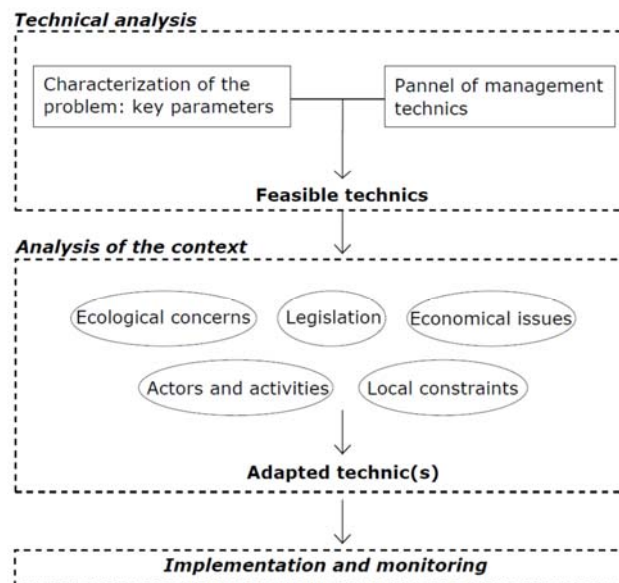 Technical analysis
Characterization of the
problem: key parameters
Pannel of management
technics
Feasible technics
Analysis of the context
Ecological concerns
Legislation
Economical issues
Actors and activities
Local constraints
Adapted technic(s)
Implementation and monitoring